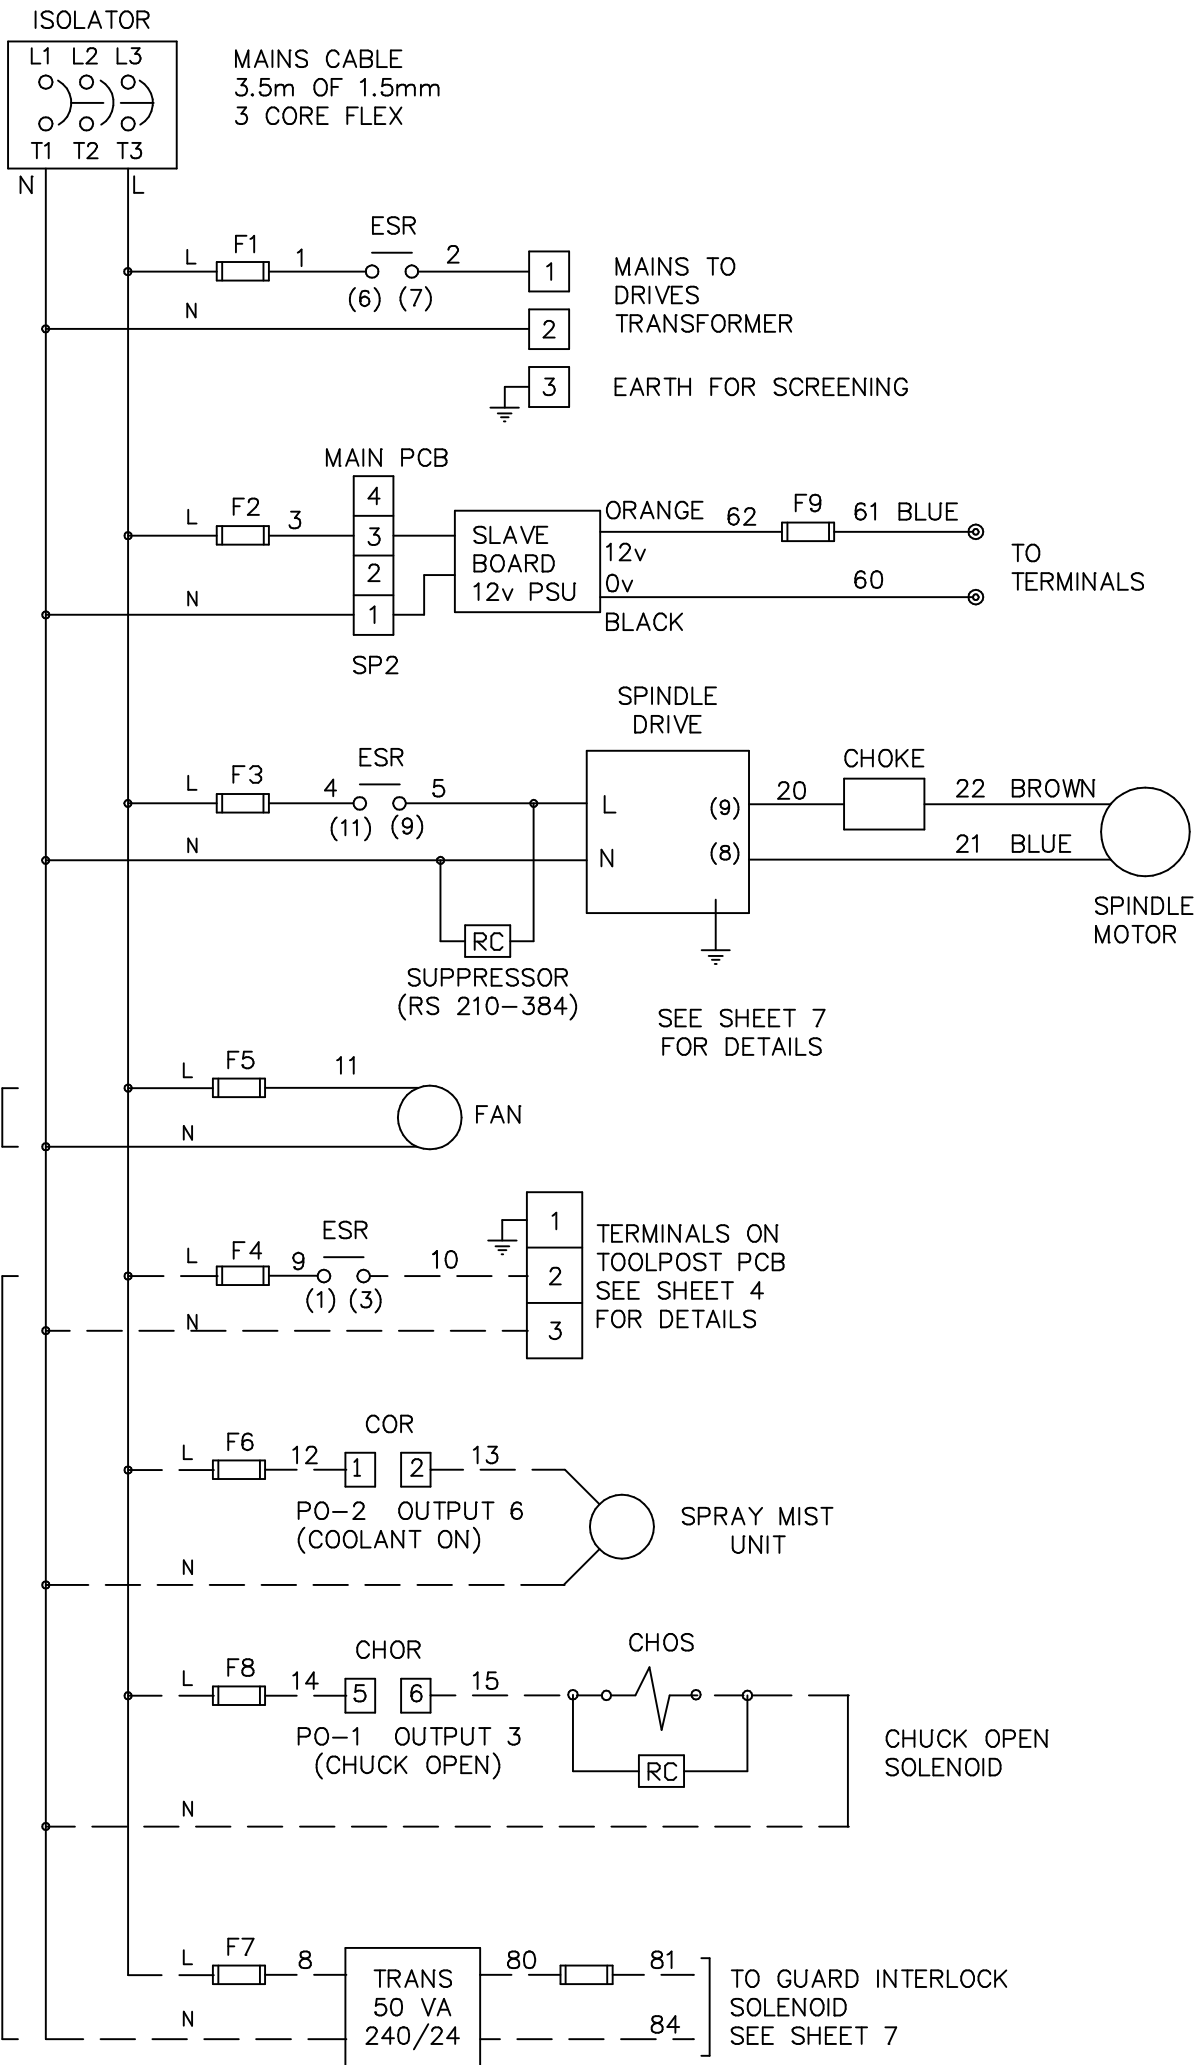 ISOLATOR
L1 L2 L3
T1 T2 T3
N L
MAINS CABLE
3.5m OF 1.5mm
3 CORE FLEX
L F1 1 ESR 2 1
(6) (7)
N 2
3
MAINS TO
DRIVES
TRANSFORMER
EARTH FOR SCREENING
MAIN PCB
L F2 3
4
3
2
1
N
SP2
SLAVE
BOARD
12v PSU
ORANGE 62 F9 61 BLUE
12v
0v 60
BLACK
TO
TERMINALS
SPINDLE
DRIVE
L F3 4 ESR 5
(11) (9)
N
L (9)
N (8)
20 CHOKE 22 BROWN
21 BLUE
SPINDLE
MOTOR
RC
SUPPRESSOR
(RS 210-384)
SEE SHEET 7
FOR DETAILS
L F5 11
N
FAN
L F4 9 ESR 10
(1) (3)
N
1
2
3
TERMINALS ON
TOOLPOST PCB
SEE SHEET 4
FOR DETAILS
COR
L F6 12 1 2 13
PO-2 OUTPUT 6
(COOLANT ON)
N
SPRAY MIST
UNIT
CHOR CHOS
L F8 14 5 6 15
PO-1 OUTPUT 3
(CHUCK OPEN)
RC
N
CHUCK OPEN
SOLENOID
L F7 8
N
TRANS
50 VA
240/24
80 81
84
TO GUARD INTERLOCK
SOLENOID
SEE SHEET 7